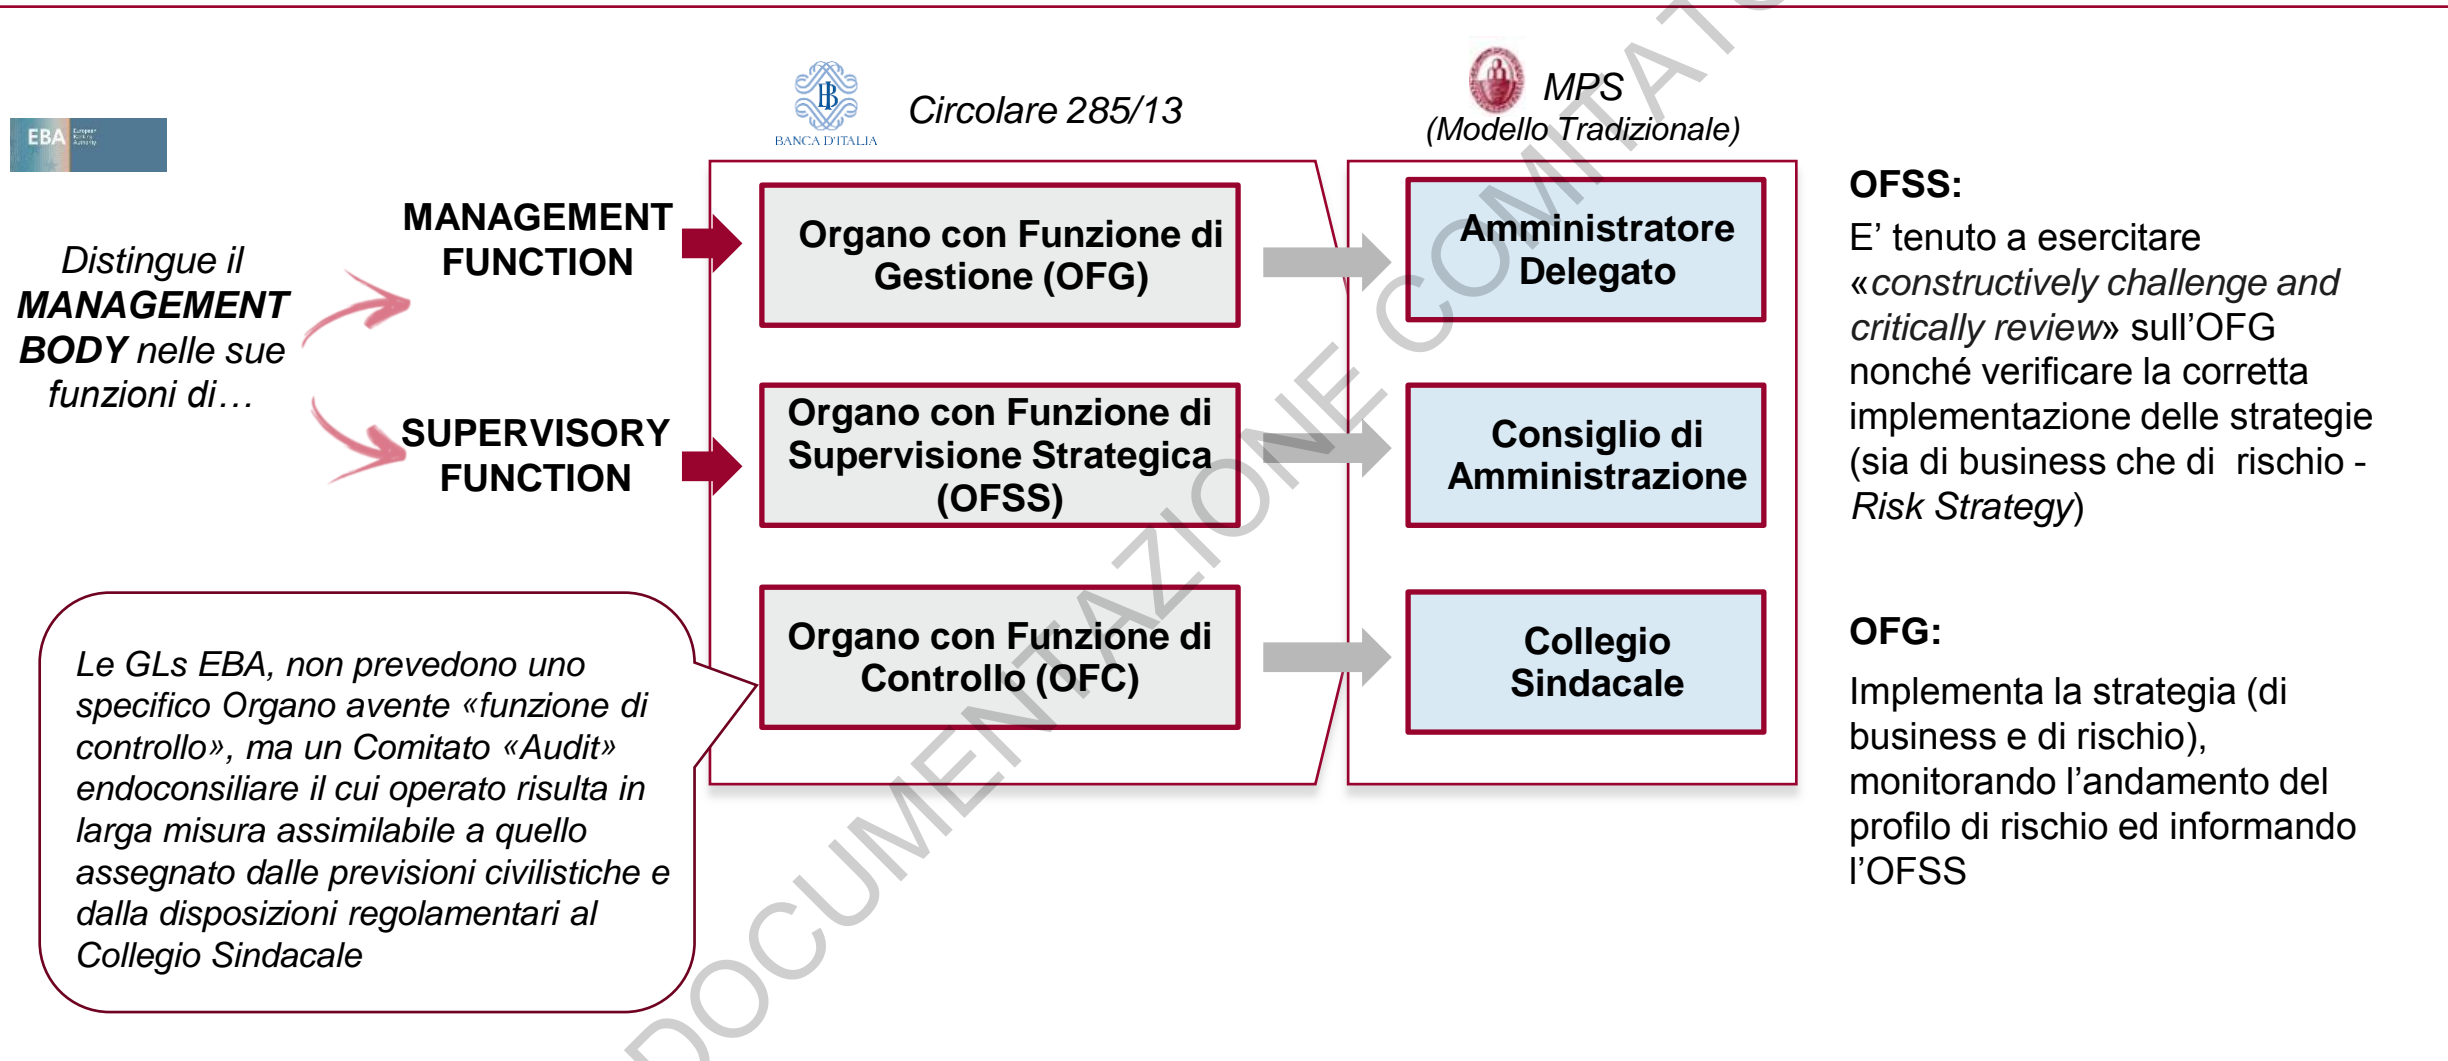 EBA European
Banking
Authority
Distingue il
MANAGEMENT
BODY nelle sue
funzioni di…
MANAGEMENT
FUNCTION
SUPERVISORY
FUNCTION
BANCA D'ITALIA
Circolare 285/13
Organo con Funzione di
Gestione (OFG)
Organo con Funzione di
Supervisione Strategica
(OFSS)
Organo con Funzione di
Controllo (OFC)
MPS
(Modello Tradizionale)
Amministratore
Delegato
Consiglio di
Amministrazione
Collegio
Sindacale
Le GLs EBA, non prevedono uno
specifico Organo avente «funzione di
controllo», ma un Comitato «Audit»
endoconsiliare il cui operato risulta in
larga misura assimilabile a quello
assegnato dalle previsioni civilistiche e
dalla disposizioni regolamentari al
Collegio Sindacale
OFSS:
E' tenuto a esercitare
«constructively challenge and
critically review» sull'OFG
nonché verificare la corretta
implementazione delle strategie
(sia di business che di  rischio -
Risk Strategy)
OFG:
Implementa la strategia (di
business e di rischio),
monitorando l'andamento del
profilo di rischio ed informando
l'OFSS
DOCUMENTAZIONE COMITATO